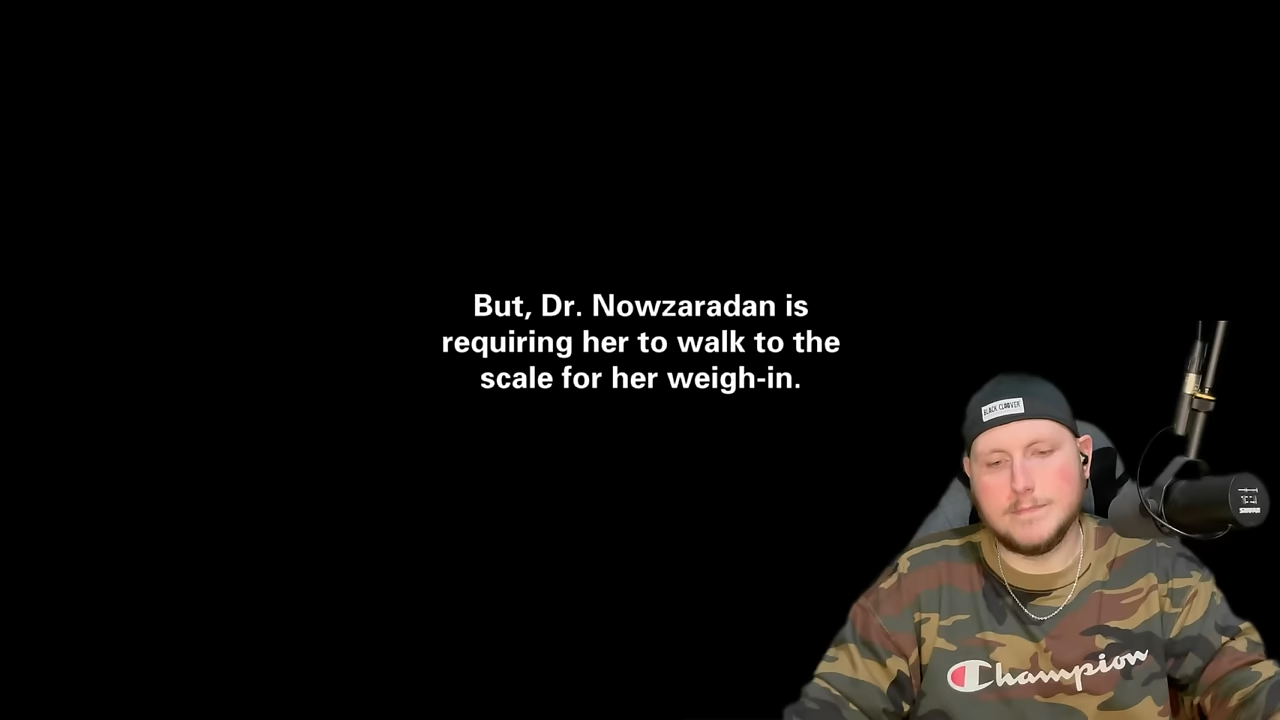 But, Dr. Nowzaradan is
requiring her to walk to the
scale for her weigh-in.
BLACK CLOVER
Champion